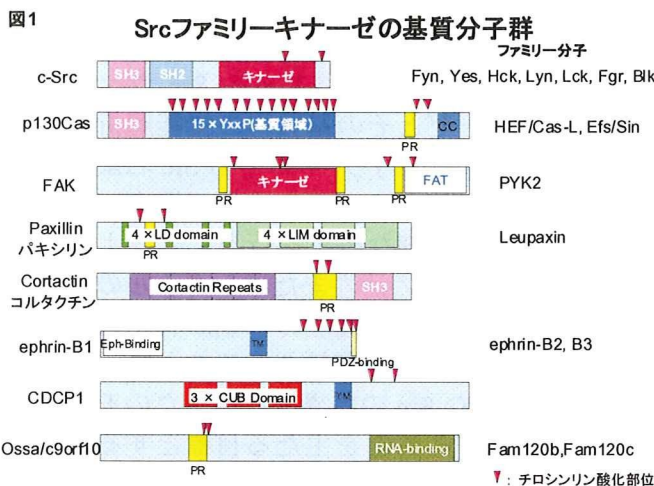 図1
Srcファミリーキナーゼの基質分子群
ファミリー分子
c-Src SH3 SH2 キナーゼ Fyn, Yes, Hck, Lyn, Lck, Fgr, Blk
p130Cas SH3 15×YxxP(基質領域) CC HEF/Cas-L, Efs/Sin
PR
FAK キナーゼ FAT PYK2
PR PR PR
Paxillin 4 ×LD domain 4 ×LIM domain Leupaxin
パキシリン PR
Cortactin Cortactin Repeats SH3
コルタクチン PR
ephrin-B1 Eph-Binding TM ephrin-B2, B3
PDZ-binding
CDCP1 3 × CUB Domain YM
Ossa/c9orf10 RNA-binding Fam120b,Fam120c
PR
: チロシンリン酸化部位